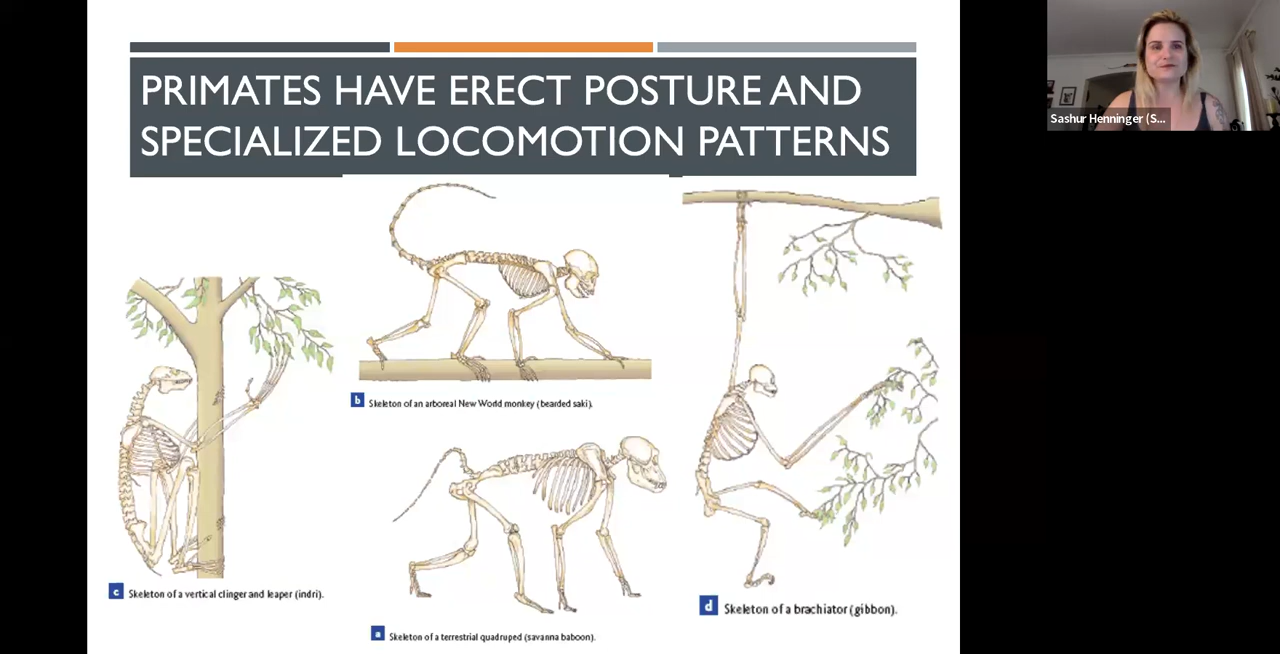 PRIMATES HAVE ERECT POSTURE AND
SPECIALIZED LOCOMOTION PATTERNS
Sashur Henninger (S...
b Skeleton of an arboreal New World monkey (bearded saki).
c Skeleton of a vertical clinger and leaper (indri).
d Skeleton of a brachiator (gibbon).
a Skeleton of a terrestrial quadruped (savanna baboon).